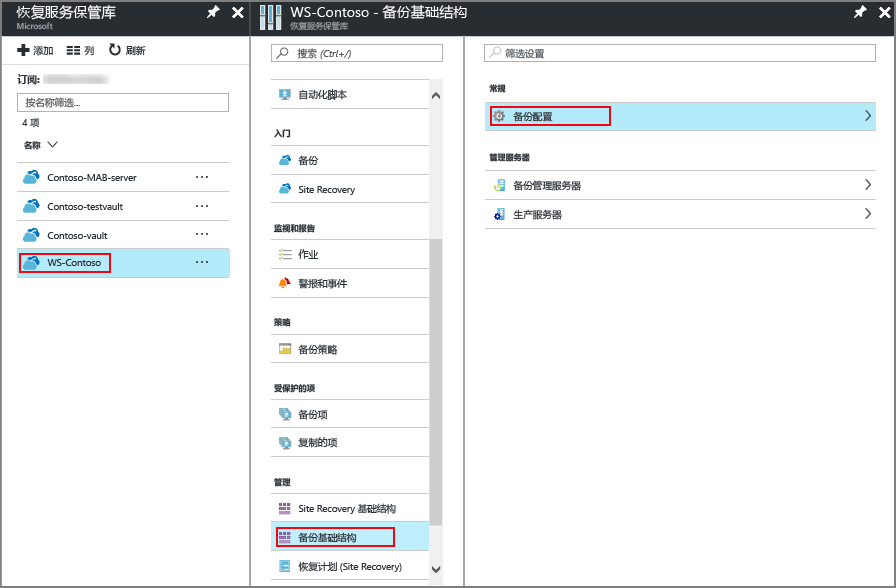 恢复服务保管库
Microsoft
添加 列 刷新
订阅:
按名称筛选...
4 项
名称
Contoso-MAB-server ...
Contoso-testvault ...
Contoso-vault ...
WS-Contoso ...
WS-Contoso - 备份基础结构
恢复服务保管库
搜索 (Ctrl+/)
自动化脚本
入门
备份
Site Recovery
监视和报告
作业
警报和事件
策略
备份策略
受保护的项
备份项
复制的项
管理
Site Recovery 基础结构
备份基础结构
恢复计划 (Site Recovery)
筛选设置
常规
备份配置
管理服务器
备份管理服务器
生产服务器